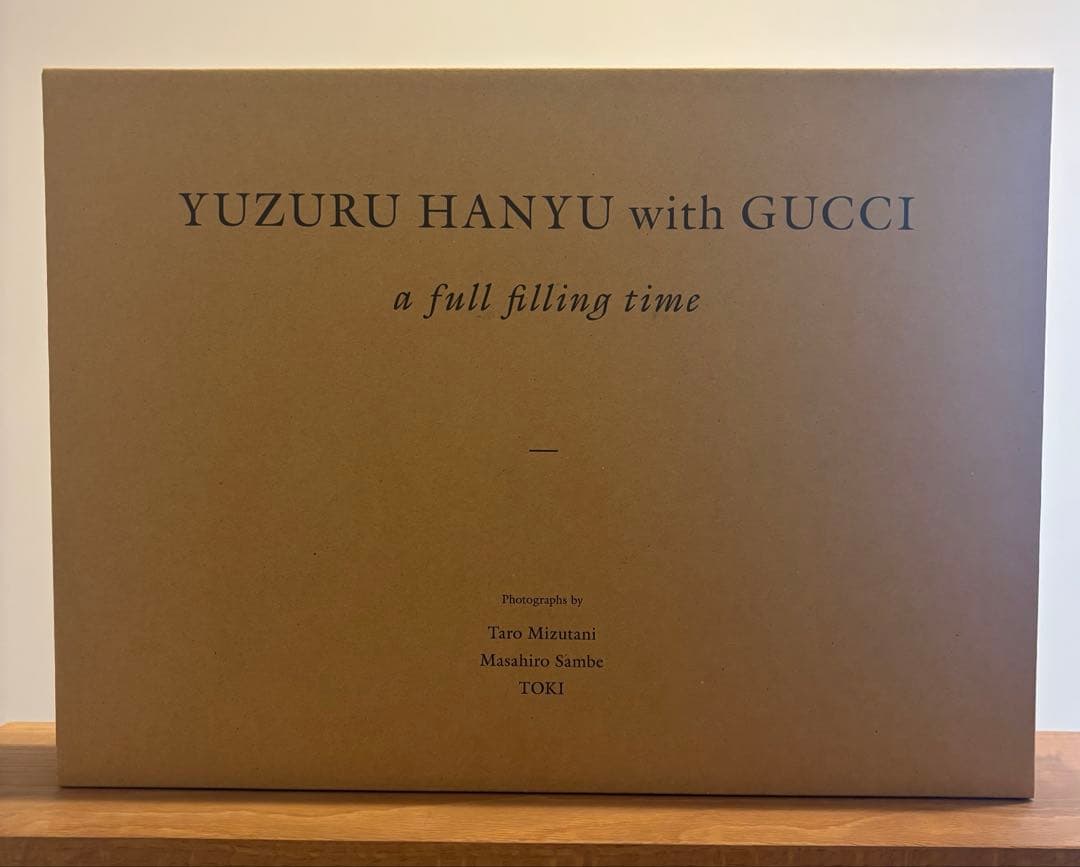 YUZURU HANYU with GUCCI
a full filling time
—
Photographs by
Taro Mizutani
Masahiro Sambe
TOKI